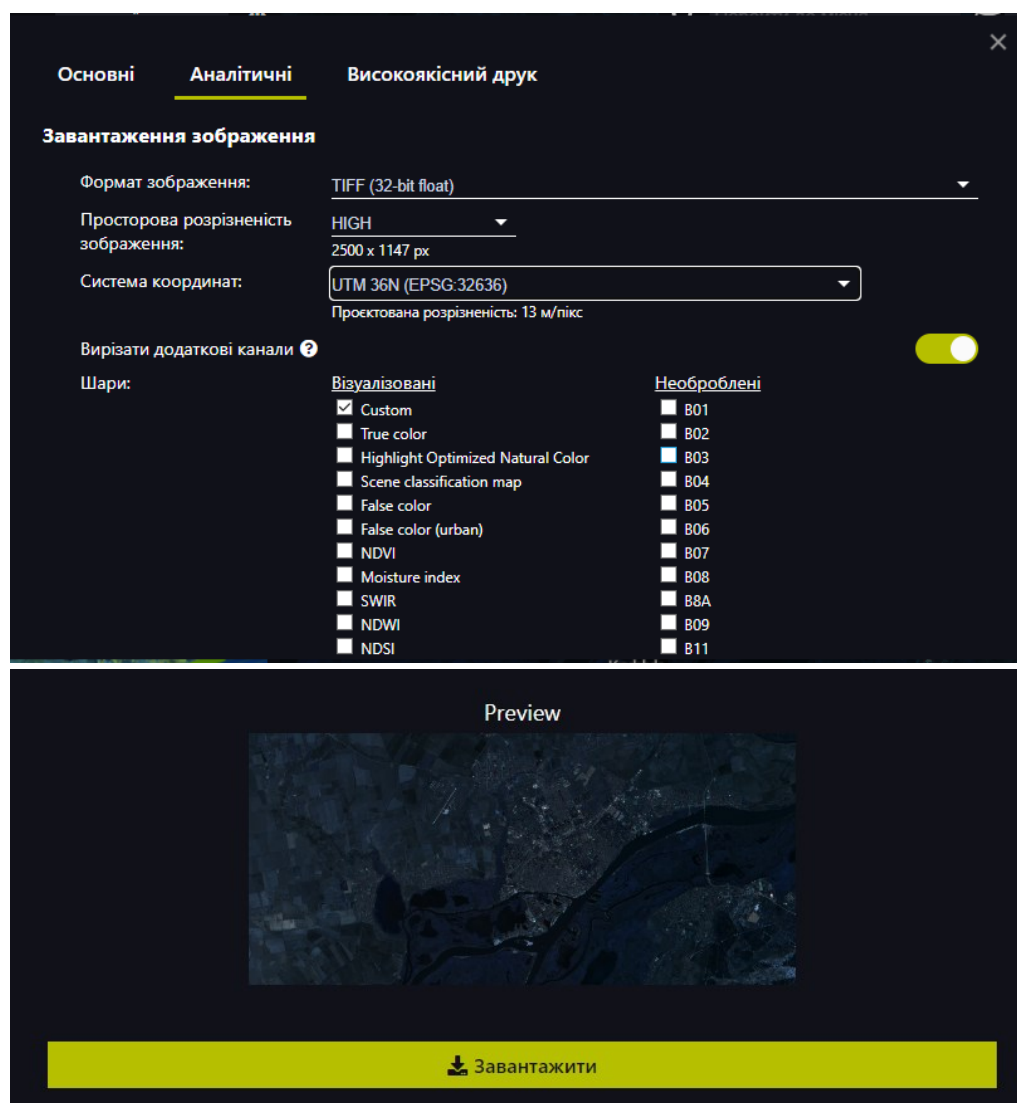 Основні Аналітичні Високоякісний друк
Завантаження зображення
Формат зображення: TIFF (32-bit float)
Просторова розрізненість зображення: HIGH
2500 x 1147 px
Система координат: UTM 36N (EPSG:32636)
Проєктована розрізненість: 13 м/пікс
Вирізати додаткові канали ?
Шари: Візуалізовані Необроблені
Custom B01
True color B02
Highlight Optimized Natural Color B03
Scene classification map B04
False color B05
False color (urban) B06
NDVI B07
Moisture index B08
SWIR B8A
NDWI B09
NDSI B11
Preview
Завантажити